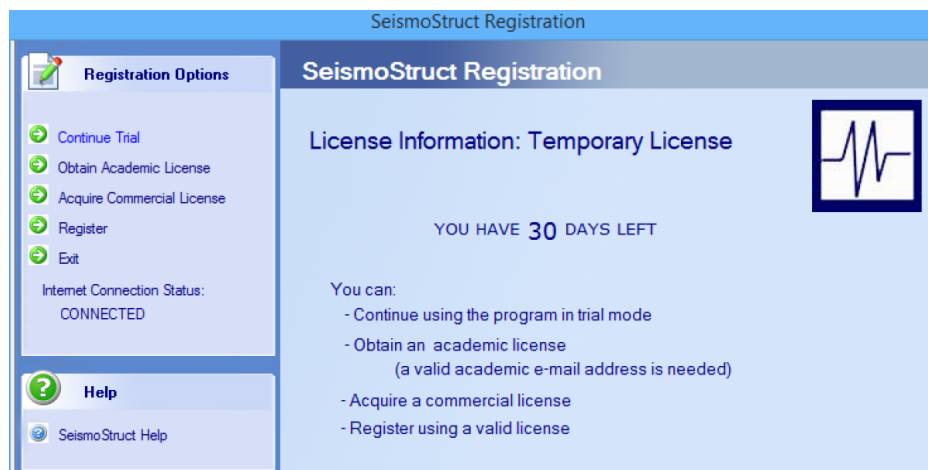 SeismoStruct Registration
Registration Options
Continue Trial
Obtain Academic License
Acquire Commercial License
Register
Exit
Internet Connection Status:
CONNECTED
Help
SeismoStruct Help
SeismoStruct Registration
License Information: Temporary License
YOU HAVE 30 DAYS LEFT
You can:
- Continue using the program in trial mode
- Obtain an academic license
(a valid academic e-mail address is needed)
- Acquire a commercial license
- Register using a valid license